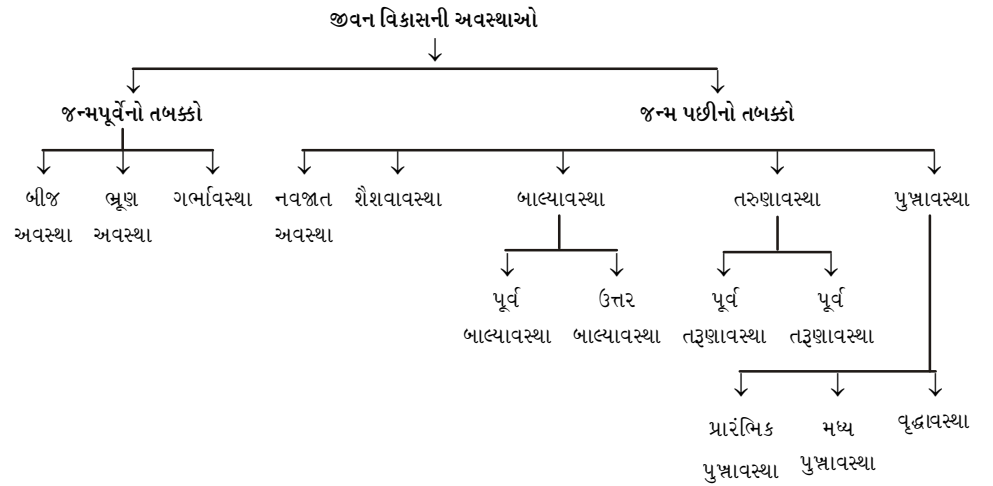 જીવન વિકાસની અવસ્થાઓ
જન્મપૂર્વેનો તબક્કો
જન્મ પછીનો તબક્કો
બીજ અવસ્થા
ભ્રૂણ અવસ્થા
ગર્ભાવસ્થા
નવજાત અવસ્થા
શૈશવાવસ્થા
બાલ્યાવસ્થા
તરુણાવસ્થા
પુખ્તાવસ્થા
પૂર્વ બાલ્યાવસ્થા
ઉત્તર બાલ્યાવસ્થા
પૂર્વ તરૂણાવસ્થા
પૂર્વ તરૂણાવસ્થા
પ્રારંભિક પુખ્તાવસ્થા
મધ્ય પુખ્તાવસ્થા
વૃદ્ધાવસ્થા